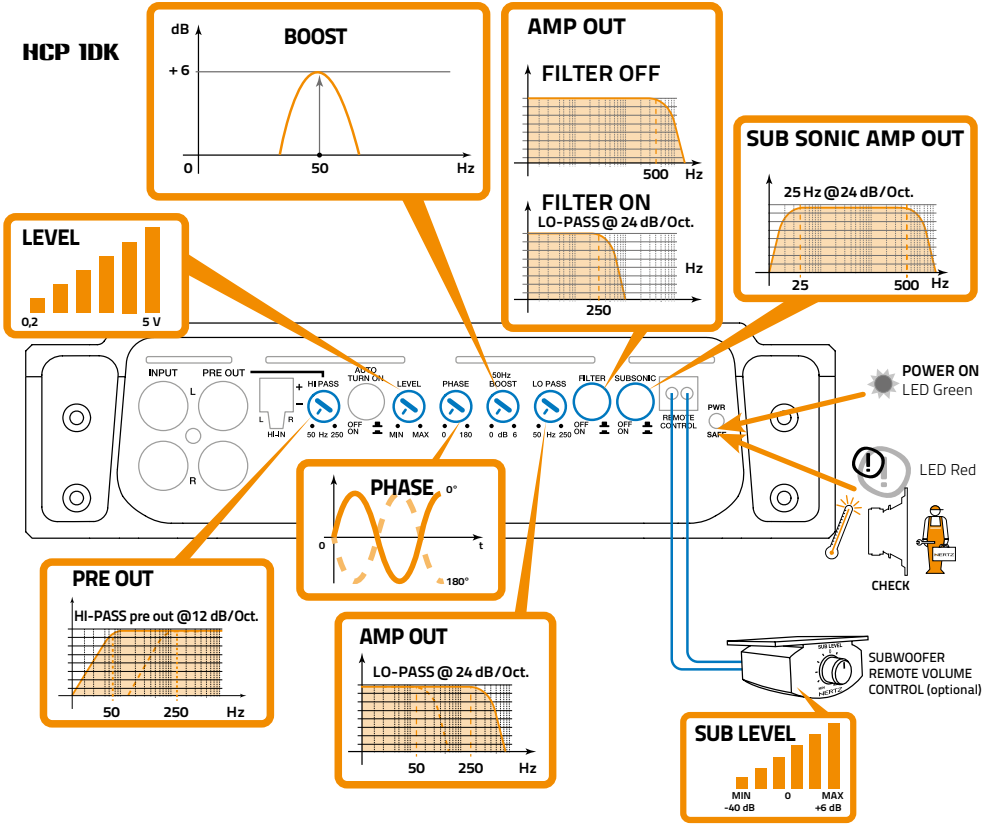 HCP 1DK
BOOST
dB
+6
0
50
Hz
AMP OUT
FILTER OFF
500 Hz
FILTER ON
LO-PASS @ 24 dB/Oct.
Hz
250
SUB SONIC AMP OUT
25 Hz @24 dB/Oct.
25
500
Hz
LEVEL
0,2
5 V
INPUT
PRE OUT
L
R
+
−
L
R
HI-IN
HI PASS
50 Hz 250
AUTO
TURN ON
OFF
ON
LEVEL
MIN MAX
PHASE
0 180
50Hz
BOOST
0 dB 6
LO PASS
50 Hz 250
FILTER
OFF
ON
SUBSONIC
OFF
ON
REMOTE
CONTROL
PWR
SAFE
POWER ON
LED Green
!
!
LED Red
HERTZ
CHECK
PHASE
0°
0
t
180°
PRE OUT
HI-PASS pre out @12 dB/Oct.
50
250
Hz
AMP OUT
LO-PASS @ 24 dB/Oct.
50
250
Hz
SUB LEVEL
MIN
HERTZ
SUBWOOFER
REMOTE VOLUME
CONTROL (optional)
SUB LEVEL
MIN 0 MAX
-40 dB +6 dB